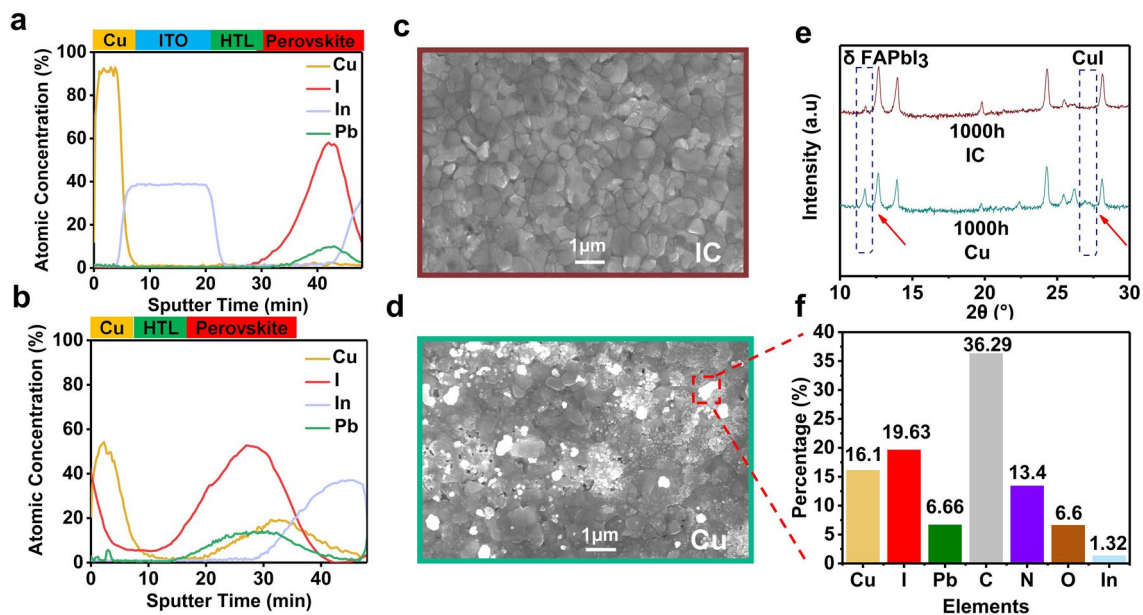 a
Cu ITO HTL Perovskite
Atomic Concentration (%)
100
80
60
40
20
0
Cu
I
In
Pb
0 10 20 30 40
Sputter Time (min)
b
Cu HTL Perovskite
Atomic Concentration (%)
100
80
60
40
20
0
Cu
I
In
Pb
0 10 20 30 40
Sputter Time (min)
c
1μm
IC
d
1μm
Cu
e
δ FAPbI3 CuI
Intensity (a.u)
1000h
IC
1000h
Cu
10 15 20 25 30
2θ (°)
f
Percentage (%)
40
35
30
25
20
15
10
5
0
16.1
19.63
6.66
36.29
13.4
6.6
1.32
Cu I Pb C N O In
Elements